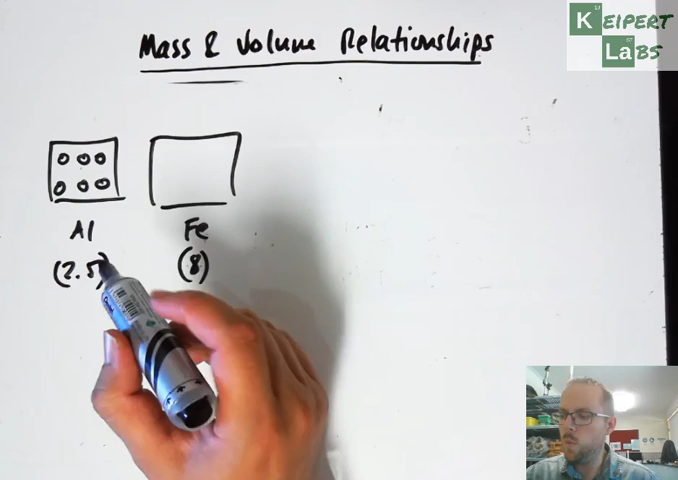 Mass & Volume Relationships
KEIPERT
LABS
Al
Fe
(2.5)
(8)